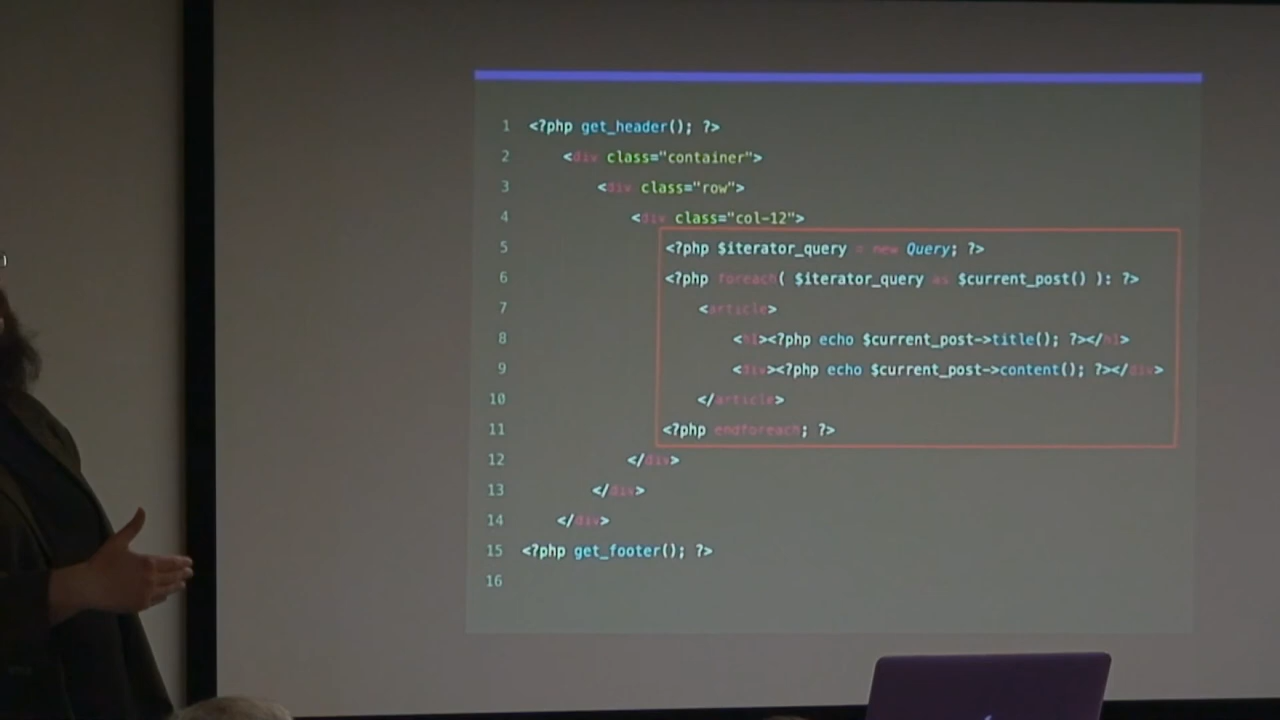 1 <?php get_header(); ?>
2 <div class="container">
3 <div class="row">
4 <div class="col-12">
5 <?php $iterator_query = new Query; ?>
6 <?php foreach( $iterator_query as $current_post() ): ?>
7 <article>
8 <h1><?php echo $current_post->title(); ?></h1>
9 <div><?php echo $current_post->content(); ?></div>
10 </article>
11 <?php endforeach; ?>
12 </div>
13 </div>
14 </div>
15 <?php get_footer(); ?>
16